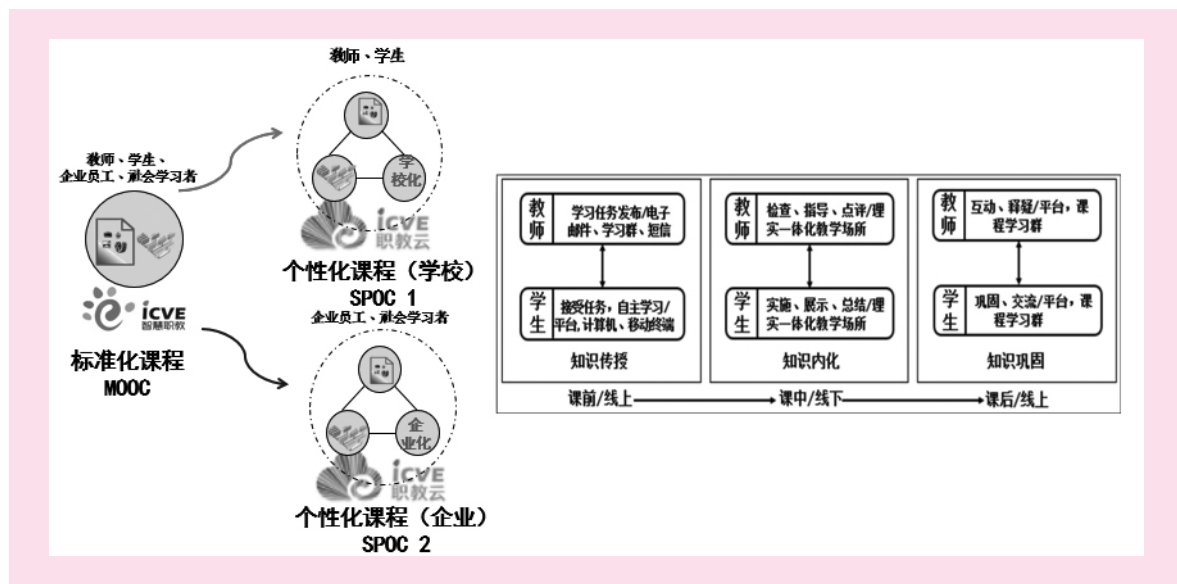 教师、学生
学
校化
icve
职教云
个性化课程（学校）
SPOC 1
教师、学生、
企业员工、社会学习者
icve
智慧职教
标准化课程
MOOC
企业员工、社会学习者
企
业化
icve
职教云
个性化课程（企业）
SPOC 2
教师
学习任务发布/电子
邮件、学习群、短信
学生
接受任务，自主学习/
平台,计算机、移动终端
知识传授
教师
检查、指导、点评/理
实一体化教学场所
学生
实施、展示、总结/理
实一体化教学场所
知识内化
教师
互动、释疑/平台，课
程学习群
学生
巩固、交流/平台，课
程学习群
知识巩固
课前/线上
课中/线下
课后/线上